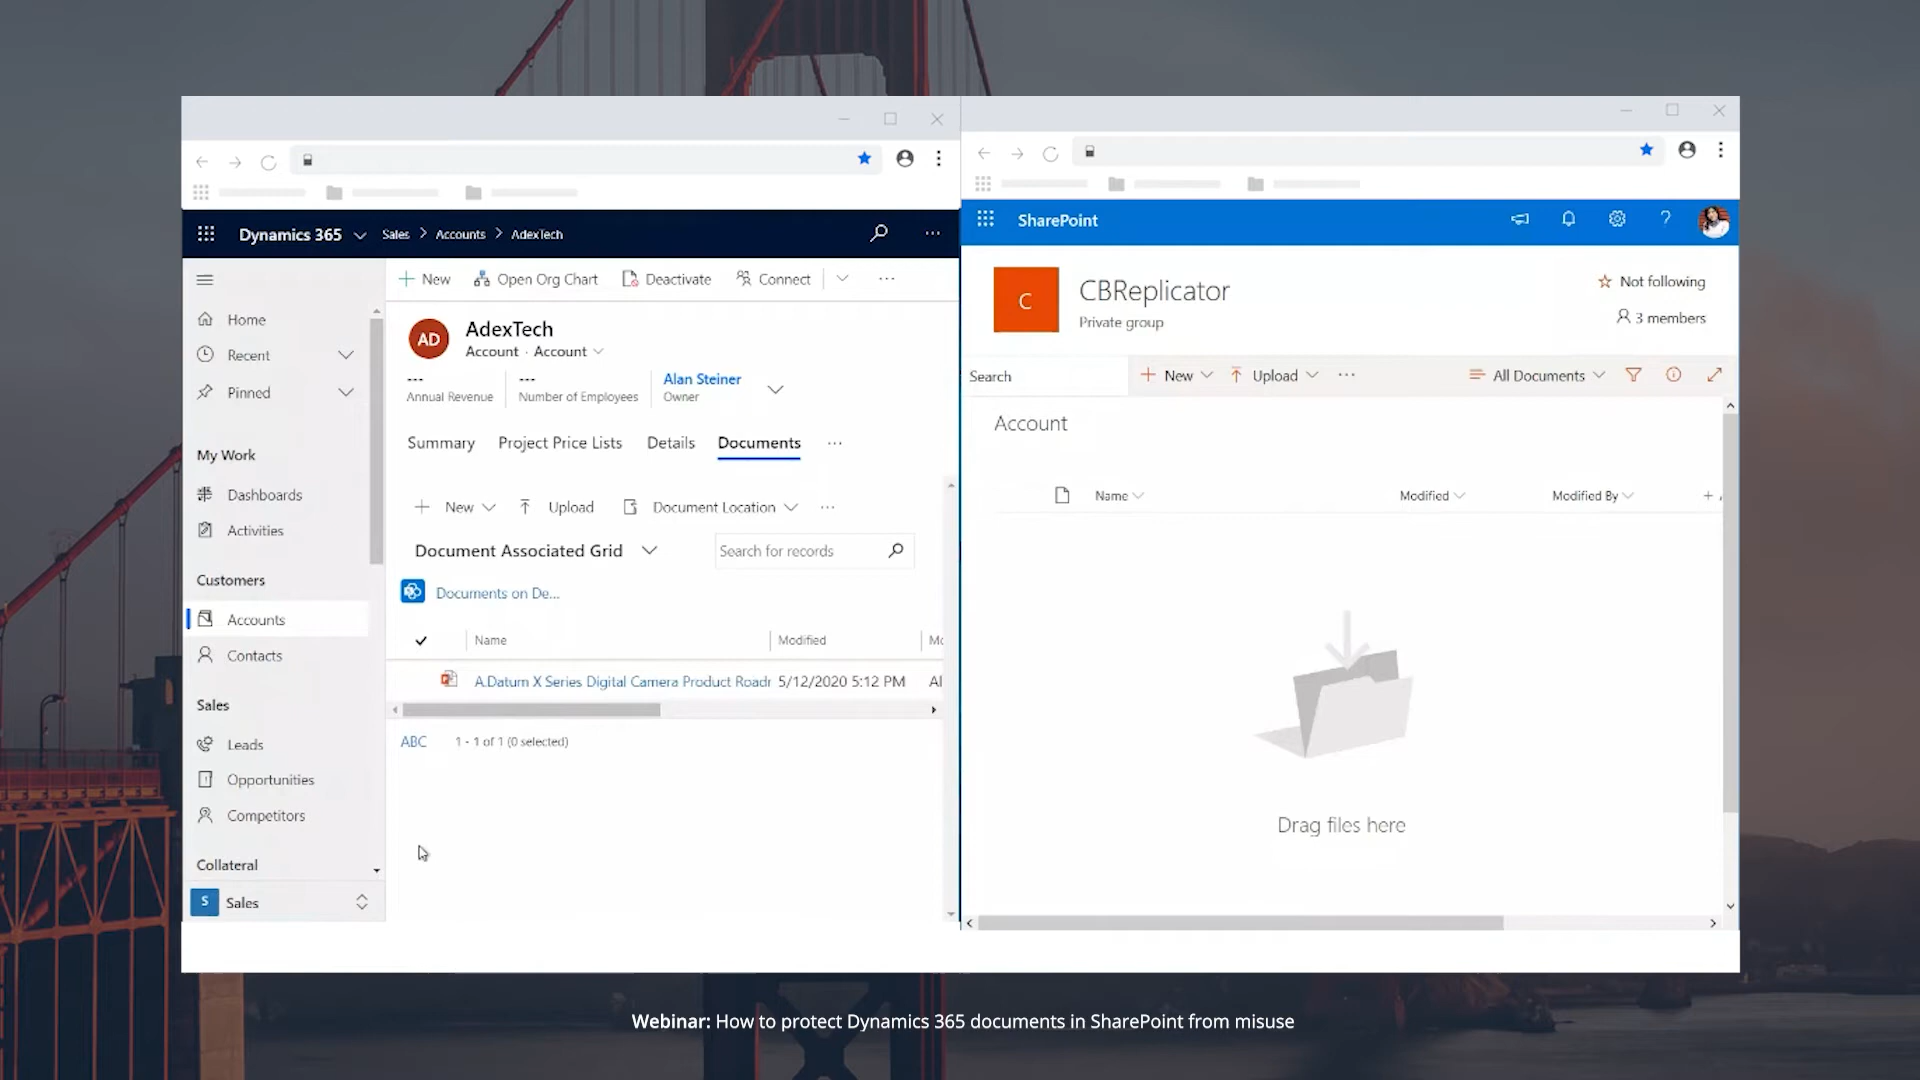 Dynamics 365 Sales > Accounts > AdexTech
Home
Recent
Pinned
My Work
Dashboards
Activities
Customers
Accounts
Contacts
Sales
Leads
Opportunities
Competitors
Collateral
S Sales
New Open Org Chart Deactivate Connect
AD AdexTech
Account · Account
--- --- Alan Steiner
Annual Revenue Number of Employees Owner
Summary Project Price Lists Details Documents
New Upload Document Location
Document Associated Grid Search for records
Documents on De...
Name Modified
A.Datum X Series Digital Camera Product Roadr 5/12/2020 5:12 PM Al
ABC 1 - 1 of 1 (0 selected)
SharePoint
C CBReplicator Not following
Private group 3 members
Search New Upload All Documents
Account
Name Modified Modified By
Drag files here
Webinar: How to protect Dynamics 365 documents in SharePoint from misuse